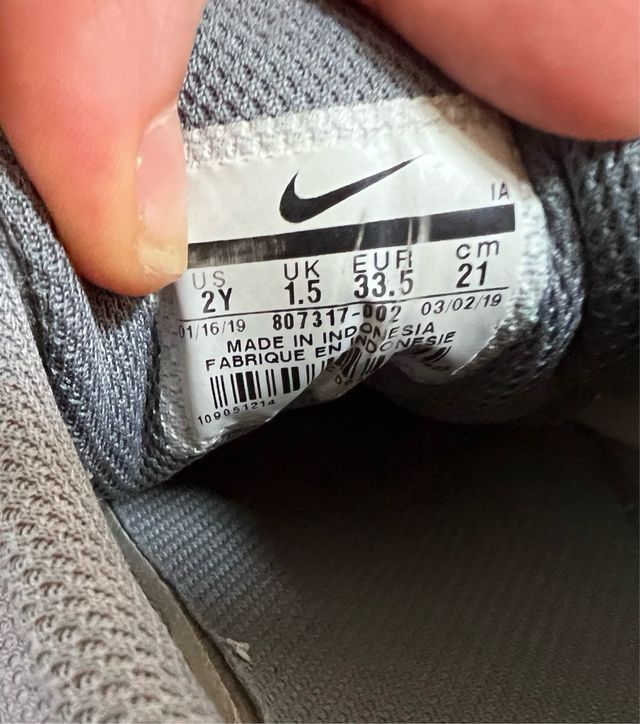 IA
US UK EUR cm
2Y 1.5 33.5 21
01/16/19 807317-002 03/02/19
MADE IN INDONESIA
FABRIQUE EN INDONESIE
109051214